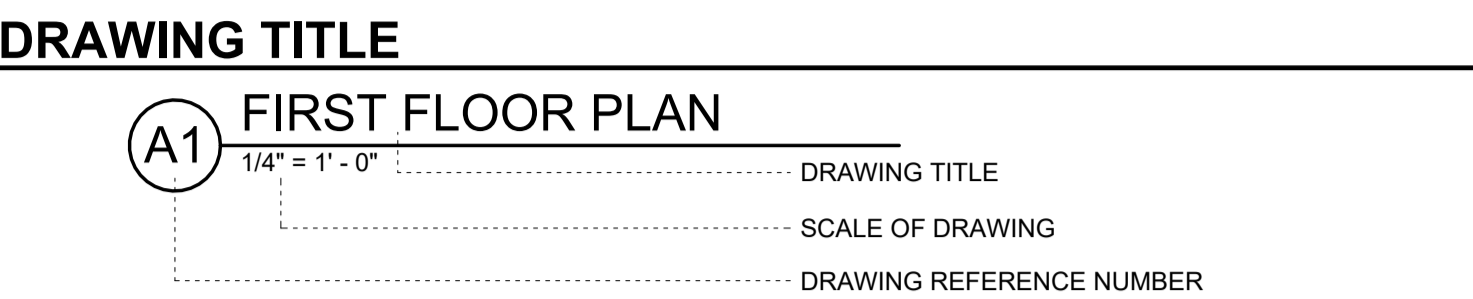 DRAWING TITLE
FIRST FLOOR PLAN
A1
1/4" = 1' - 0"
DRAWING TITLE
SCALE OF DRAWING
DRAWING REFERENCE NUMBER